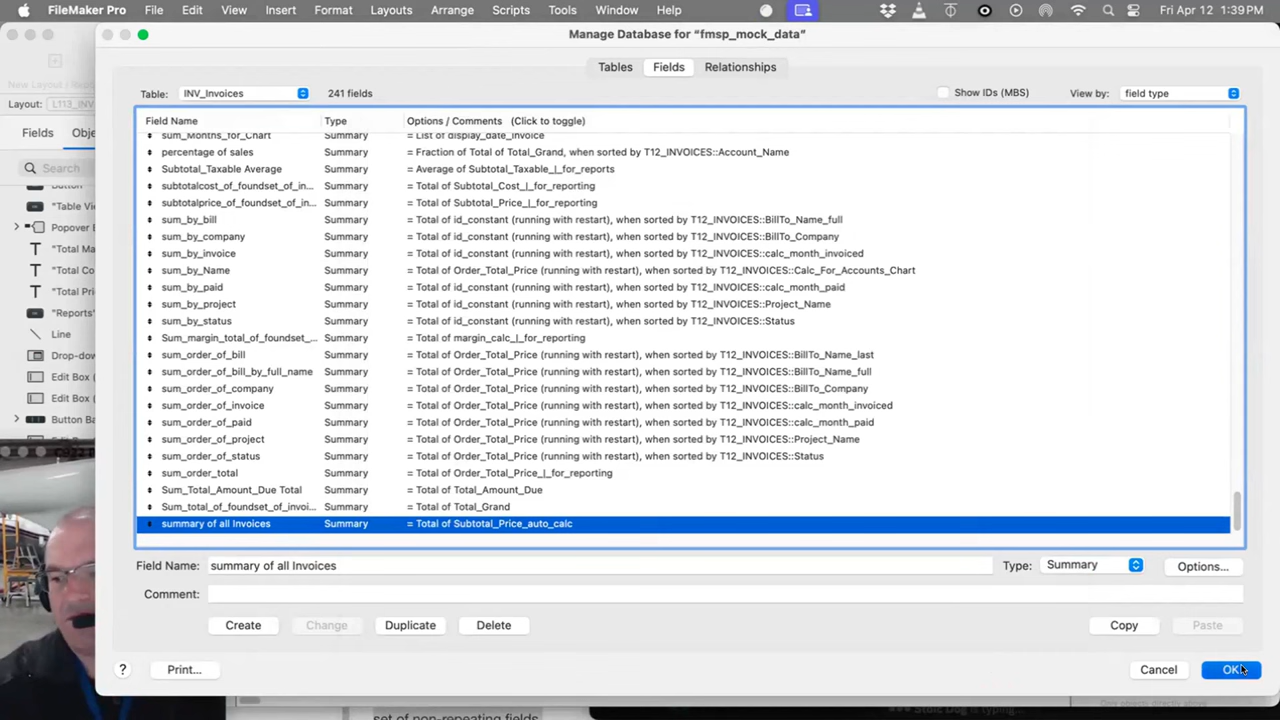 FileMaker Pro File Edit View Insert Format Layouts Arrange Scripts Tools Window Help Fri Apr 12 1:39 PM
Manage Database for “fmsp_mock_data”
Tables Fields Relationships
New Layout / Rep
Layout: L113_INV
Fields Obje
Search
"Table Vi
Popover B
"Total Ma
"Total Co
"Total Pri
"Reports"
Line
Drop-dow
Edit Box (
Edit Box (
Button Ba
Table: INV_Invoices 241 fields Show IDs (MBS) View by: field type
Field Name Type Options / Comments (Click to toggle)
sum_Months_for_Chart Summary = List of display_date_invoice
percentage of sales Summary = Fraction of Total of Total_Grand, when sorted by T12_INVOICES::Account_Name
Subtotal_Taxable Average Summary = Average of Subtotal_Taxable_|_for_reports
subtotalcost_of_foundset_of_in... Summary = Total of Subtotal_Cost_|_for_reporting
subtotalprice_of_foundset_of_in... Summary = Total of Subtotal_Price_|_for_reporting
sum_by_bill Summary = Total of id_constant (running with restart), when sorted by T12_INVOICES::BillTo_Name_full
sum_by_company Summary = Total of id_constant (running with restart), when sorted by T12_INVOICES::BillTo_Company
sum_by_invoice Summary = Total of id_constant (running with restart), when sorted by T12_INVOICES::calc_month_invoiced
sum_by_Name Summary = Total of Order_Total_Price (running with restart), when sorted by T12_INVOICES::Calc_For_Accounts_Chart
sum_by_paid Summary = Total of id_constant (running with restart), when sorted by T12_INVOICES::calc_month_paid
sum_by_project Summary = Total of id_constant (running with restart), when sorted by T12_INVOICES::Project_Name
sum_by_status Summary = Total of id_constant (running with restart), when sorted by T12_INVOICES::Status
Sum_margin_total_of_foundset_... Summary = Total of margin_calc_|_for_reporting
sum_order_of_bill Summary = Total of Order_Total_Price (running with restart), when sorted by T12_INVOICES::BillTo_Name_last
sum_order_of_bill_by_full_name Summary = Total of Order_Total_Price (running with restart), when sorted by T12_INVOICES::BillTo_Name_full
sum_order_of_company Summary = Total of Order_Total_Price (running with restart), when sorted by T12_INVOICES::BillTo_Company
sum_order_of_invoice Summary = Total of Order_Total_Price (running with restart), when sorted by T12_INVOICES::calc_month_invoiced
sum_order_of_paid Summary = Total of Order_Total_Price (running with restart), when sorted by T12_INVOICES::calc_month_paid
sum_order_of_project Summary = Total of Order_Total_Price (running with restart), when sorted by T12_INVOICES::Project_Name
sum_order_of_status Summary = Total of Order_Total_Price (running with restart), when sorted by T12_INVOICES::Status
sum_order_total Summary = Total of Order_Total_Price_|_for_reporting
Sum_Total_Amount_Due Total Summary = Total of Total_Amount_Due
Sum_total_of_foundset_of_invoi... Summary = Total of Total_Grand
summary of all Invoices Summary = Total of Subtotal_Price_auto_calc
Field Name: summary of all Invoices Type: Summary Options...
Comment:
Create Change Duplicate Delete Copy Paste
? Print... Cancel OK
set of non-repeating fields